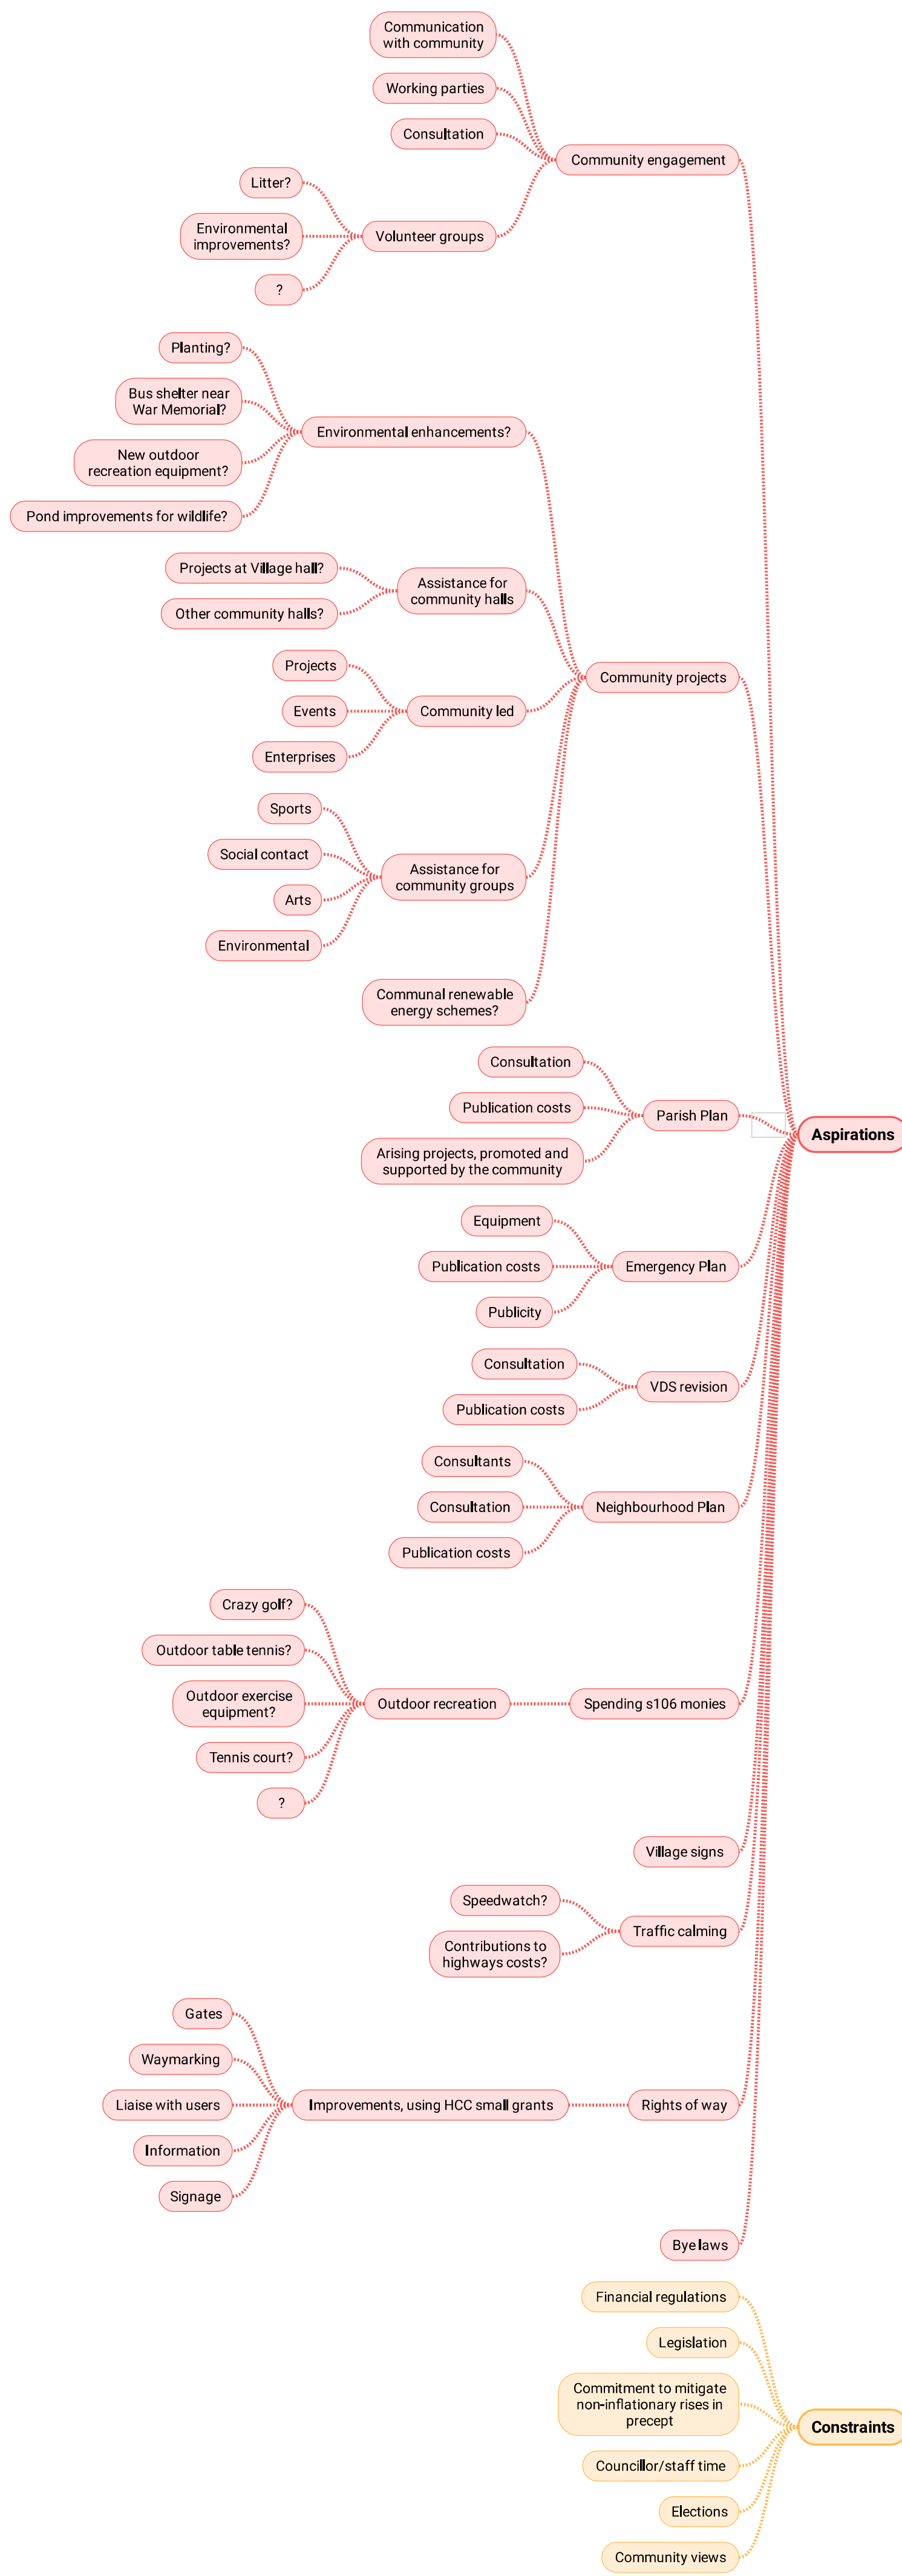 Communication
with community
Working parties
Consultation
Community engagement
Litter?
Environmental
improvements?
Volunteer groups
?
Planting?
Bus shelter near
War Memorial?
Environmental enhancements?
New outdoor
recreation equipment?
Pond improvements for wildlife?
Projects at Village hall?
Assistance for
community halls
Other community halls?
Projects
Community projects
Events
Community led
Enterprises
Sports
Social contact
Assistance for
community groups
Arts
Environmental
Communal renewable
energy schemes?
Consultation
Publication costs
Parish Plan
Aspirations
Arising projects, promoted and
supported by the community
Equipment
Publication costs
Emergency Plan
Publicity
Consultation
VDS revision
Publication costs
Consultants
Consultation
Neighbourhood Plan
Publication costs
Crazy golf?
Outdoor table tennis?
Outdoor exercise
equipment?
Outdoor recreation
Spending s106 monies
Tennis court?
?
Village signs
Speedwatch?
Traffic calming
Contributions to
highways costs?
Gates
Waymarking
Liaise with users
Improvements, using HCC small grants
Rights of way
Information
Signage
Bye laws
Financial regulations
Legislation
Commitment to mitigate
non-inflationary rises in
precept
Constraints
Councillor/staff time
Elections
Community views